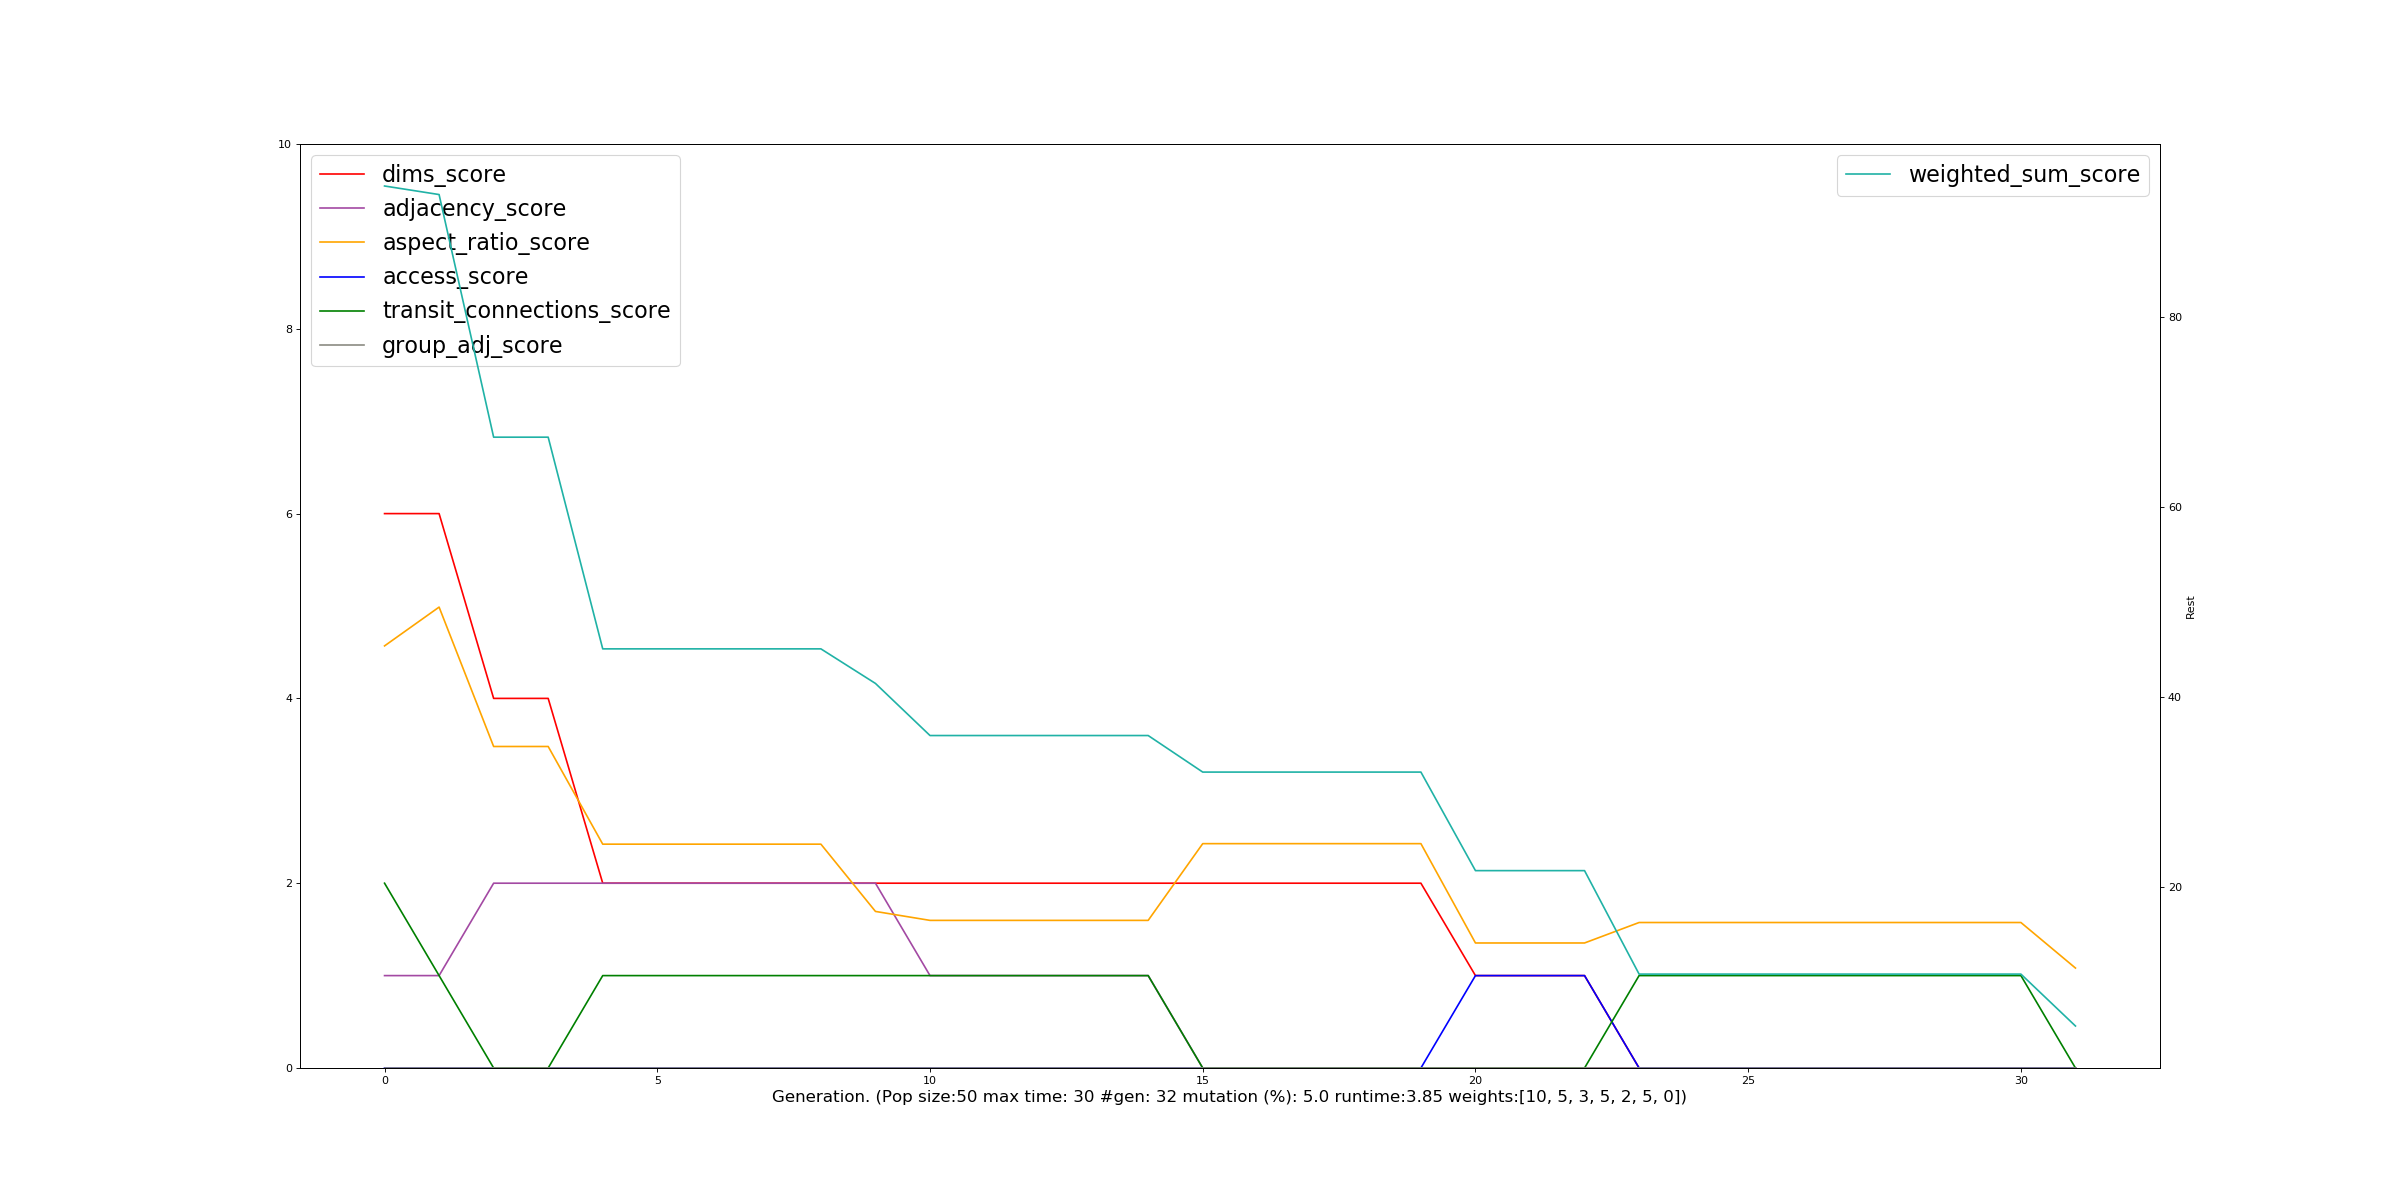 10
8
6
4
2
0
dims_score
adjacency_score
aspect_ratio_score
access_score
transit_connections_score
group_adj_score
weighted_sum_score
80
60
40
20
Rest
0 5 10 15 20 25 30
Generation. (Pop size:50 max time: 30 #gen: 32 mutation (%): 5.0 runtime:3.85 weights:[10, 5, 3, 5, 2, 5, 0])